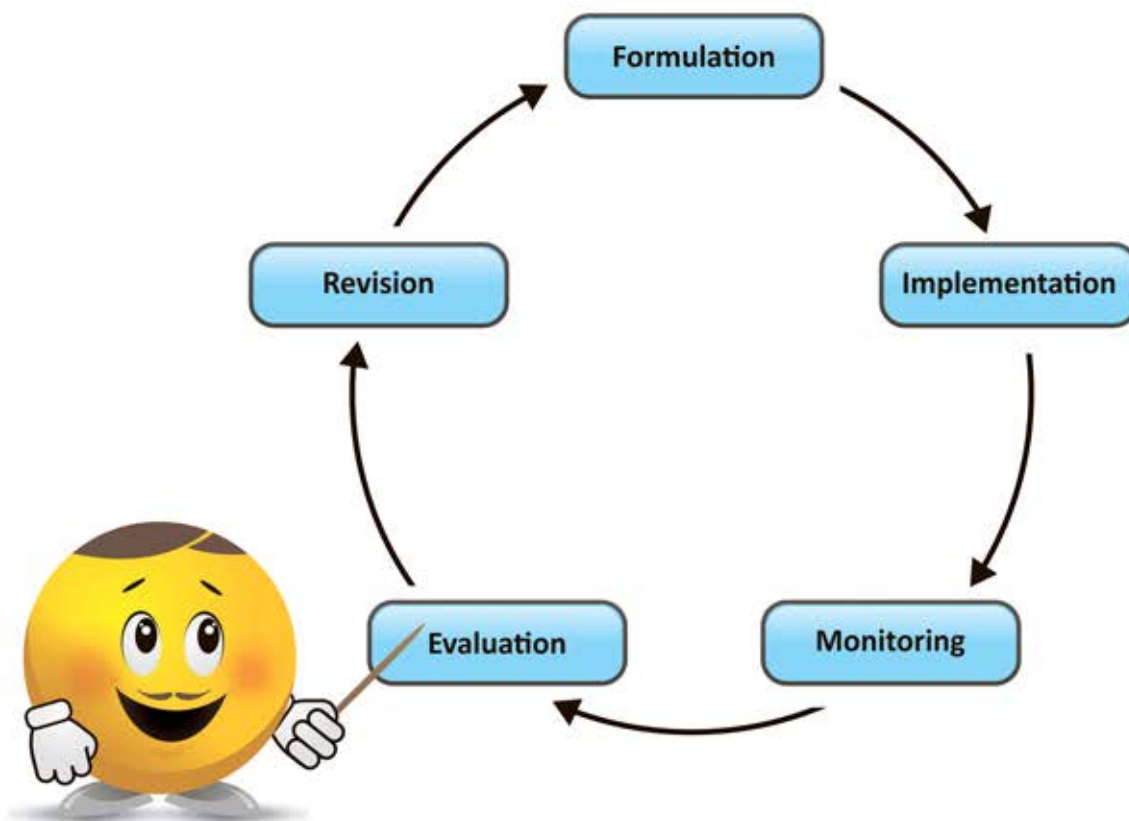 Formulation
Implementation
Monitoring
Evaluation
Revision